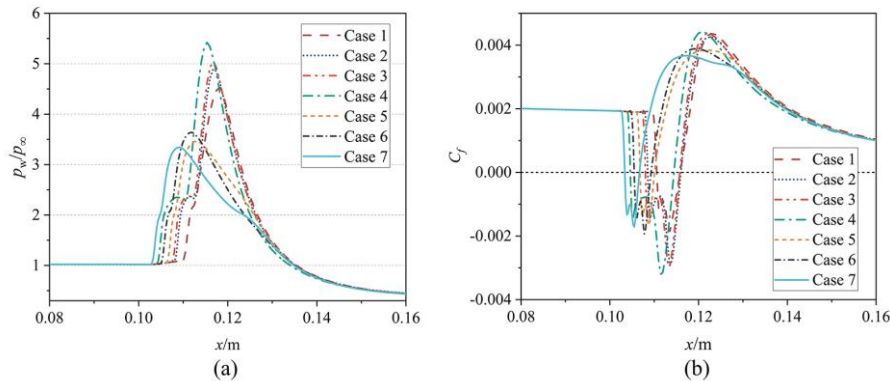 p_w/p_∞
6
5
4
3
2
1
0.08
0.10
0.12
0.14
0.16
x/m
Case 1
Case 2
Case 3
Case 4
Case 5
Case 6
Case 7
(a)
C_f
0.004
0.002
0.000
-0.002
-0.004
0.08
0.10
0.12
0.14
0.16
x/m
Case 1
Case 2
Case 3
Case 4
Case 5
Case 6
Case 7
(b)